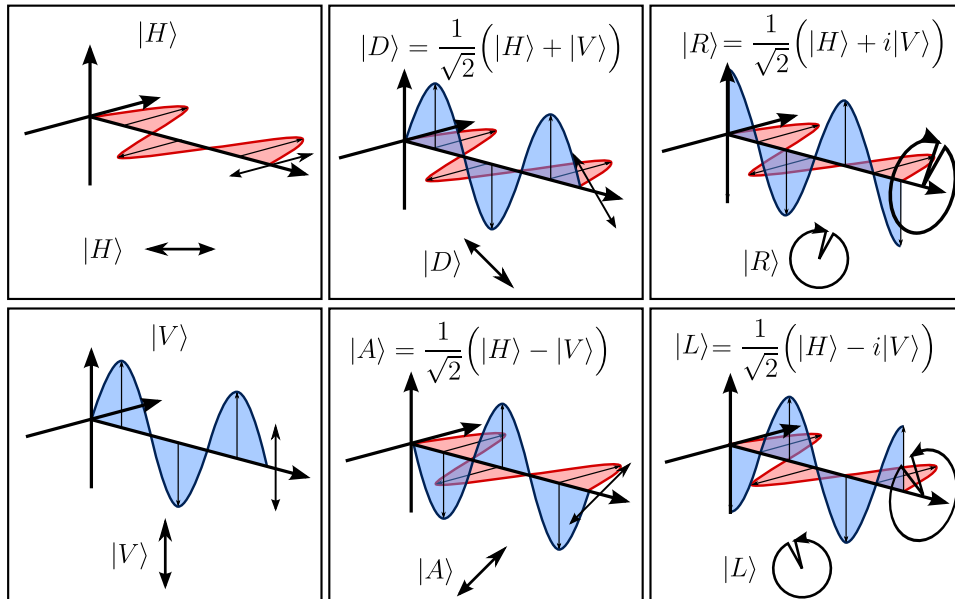 |H⟩
|H⟩
|D⟩ = 1/√2 (|H⟩ + |V⟩)
|D⟩
|R⟩ = 1/√2 (|H⟩ + i|V⟩)
|R⟩
|V⟩
|V⟩
|A⟩ = 1/√2 (|H⟩ − |V⟩)
|A⟩
|L⟩ = 1/√2 (|H⟩ − i|V⟩)
|L⟩